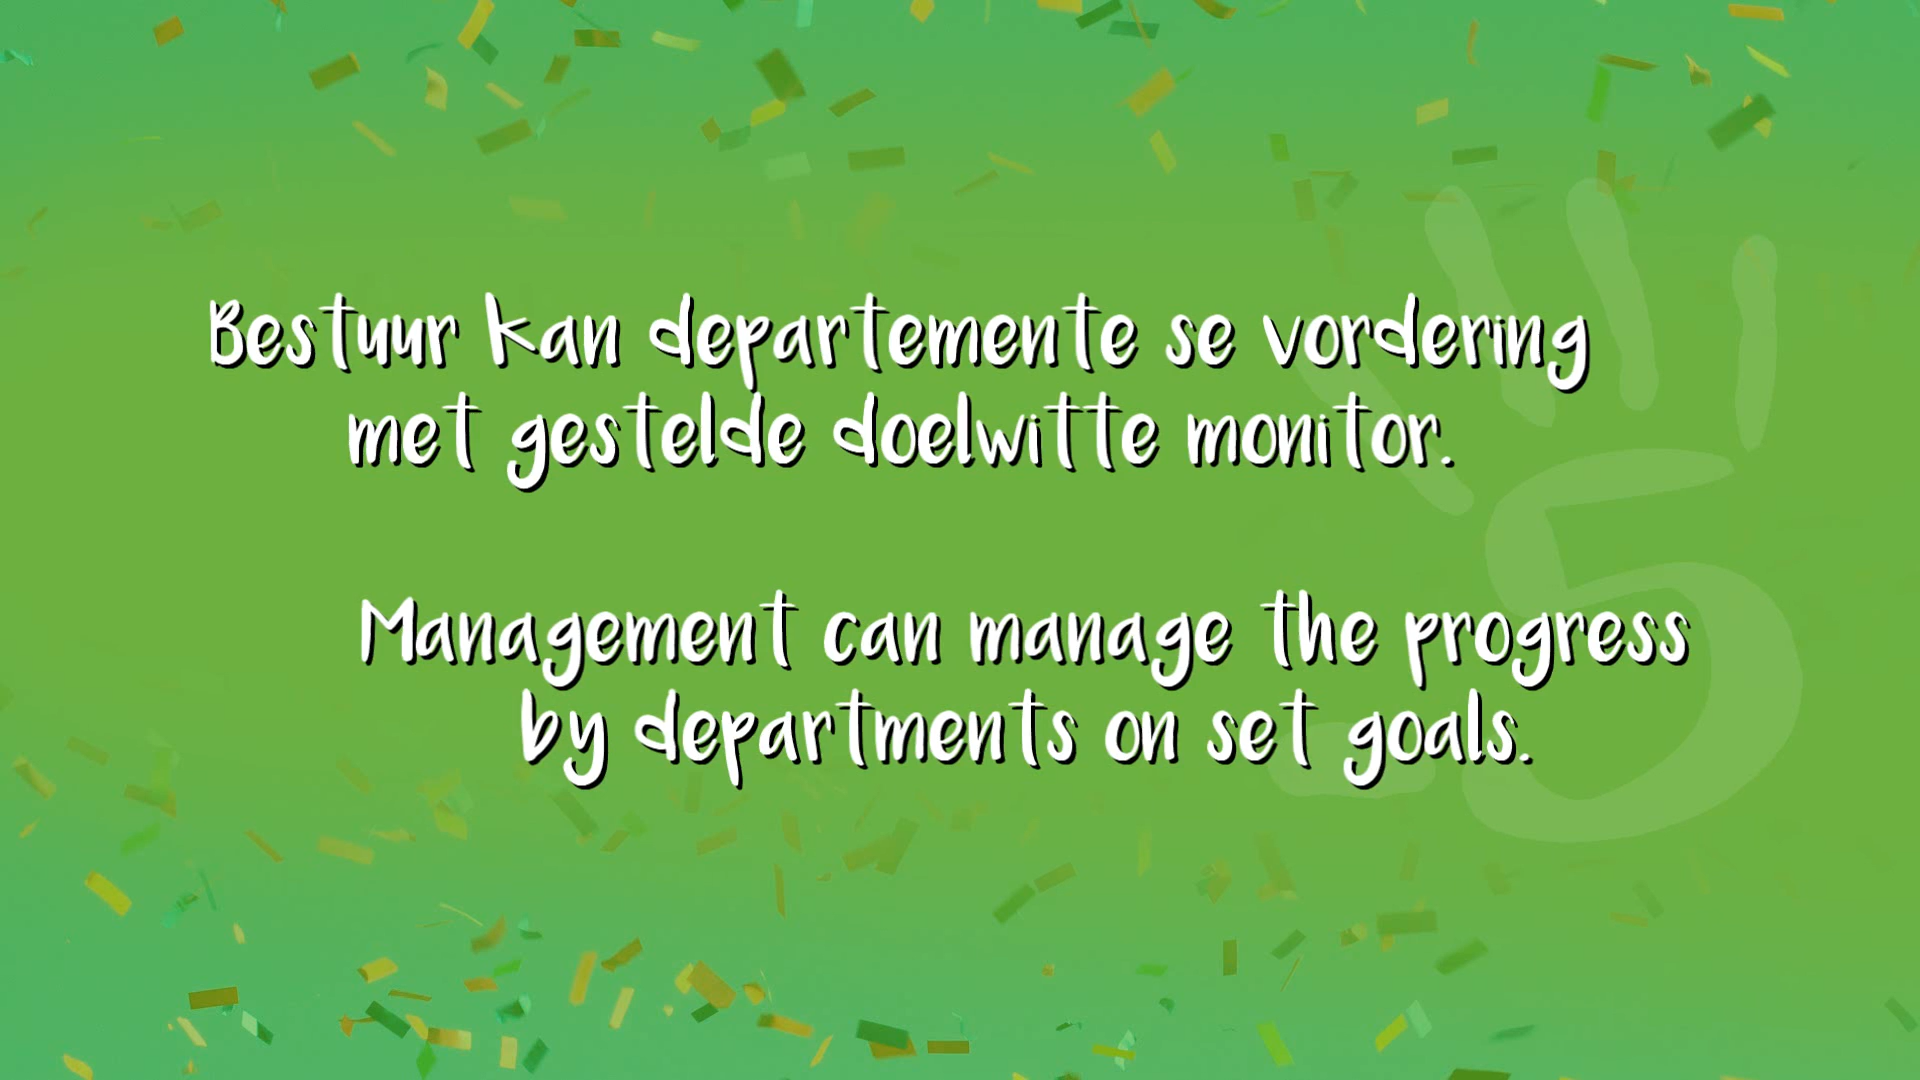 Bestuur kan departemente se vordering
met gestelde doelwitte monitor.
Management can manage the progress
by departments on set goals.
5